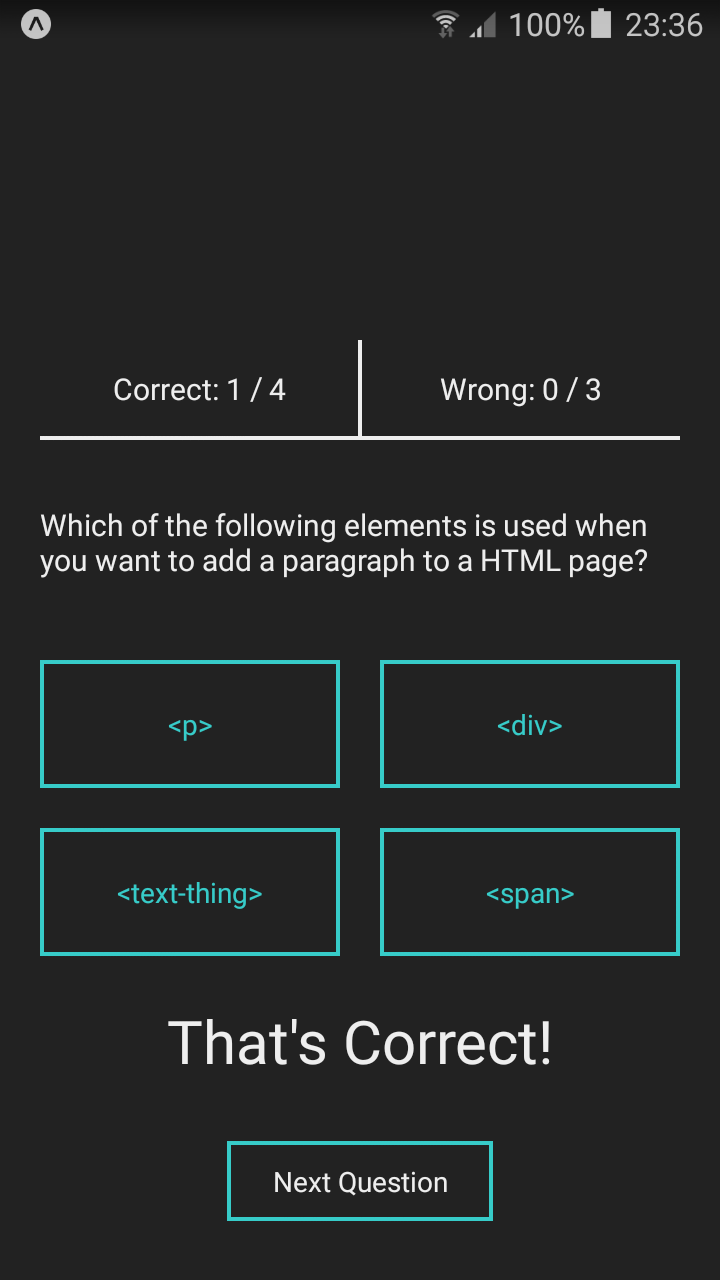 100% 23:36
Correct: 1 / 4
Wrong: 0 / 3
Which of the following elements is used when
you want to add a paragraph to a HTML page?
<p>
<div>
<text-thing>
<span>
That's Correct!
Next Question